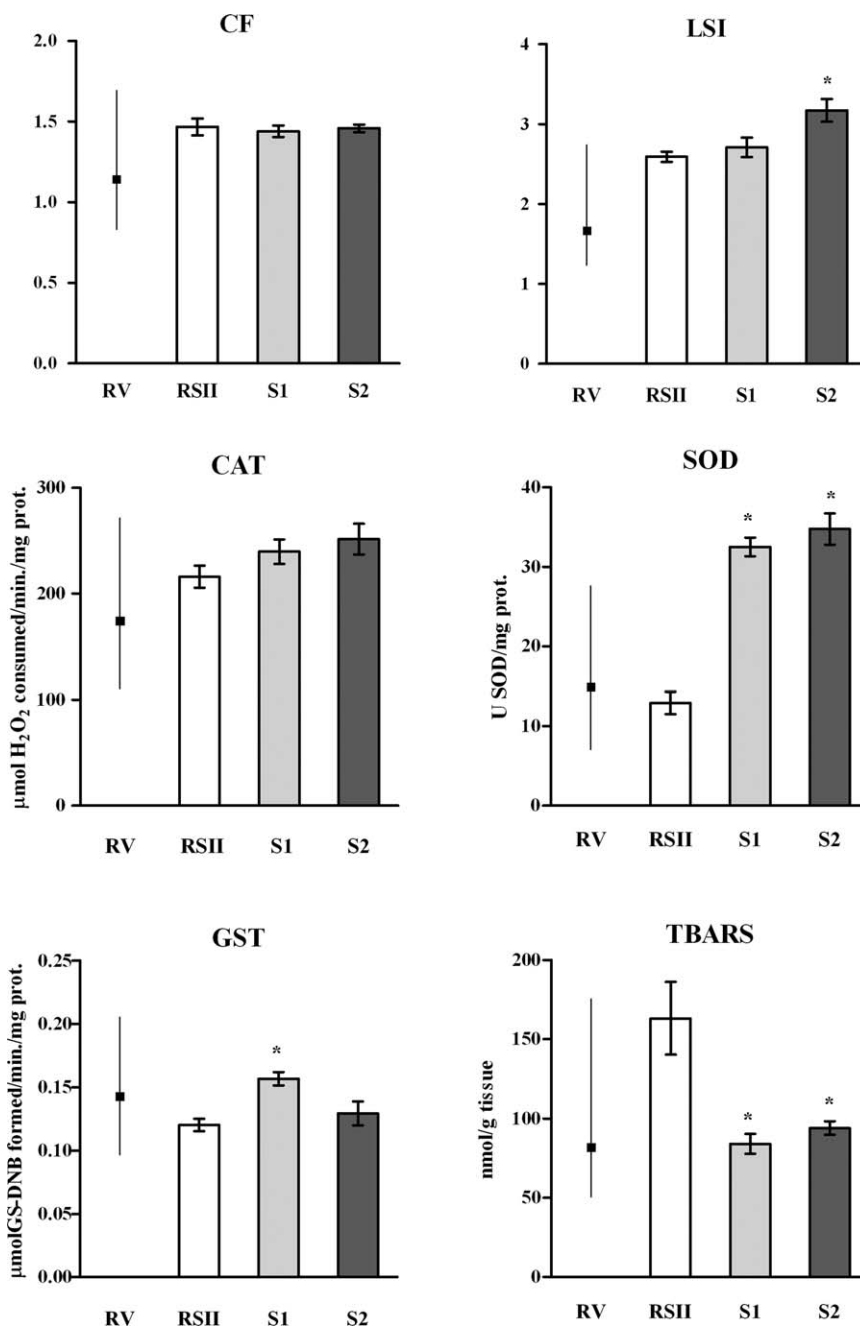 CF
2.0
1.5
1.0
0.5
0.0
RV RSII S1 S2
LSI
4
3
2
1
0
*
RV RSII S1 S2
CAT
μmol H₂O₂ consumed/min./mg prot.
300
200
100
0
RV RSII S1 S2
SOD
U SOD/mg prot.
40
30
20
10
0
* *
RV RSII S1 S2
GST
μmolGS-DNB formed/min./mg prot.
0.25
0.20
0.15
0.10
0.05
0.00
*
RV RSII S1 S2
TBARS
nmol/g tissue
200
150
100
50
0
* *
RV RSII S1 S2